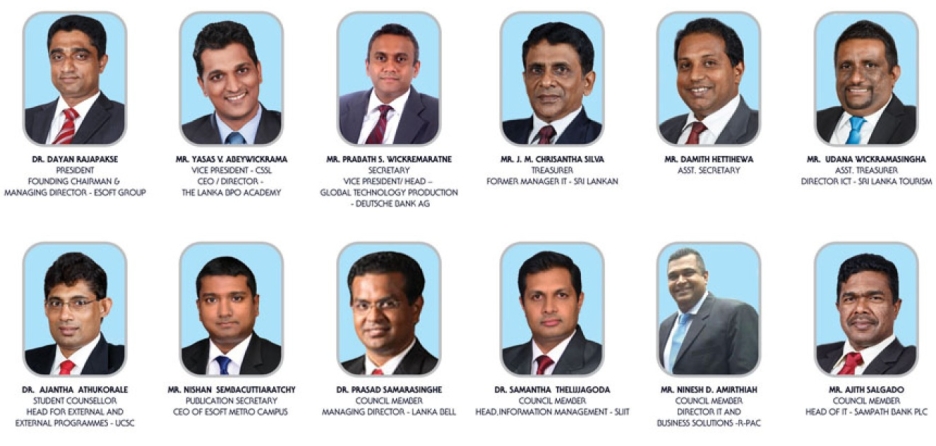 DR. DAYAN RAJAPAKSE
PRESIDENT
FOUNDING CHAIRMAN &
MANAGING DIRECTOR - ESOFT GROUP
MR. YASAS V. ABEYWICKRAMA
VICE PRESIDENT - CSSL
CEO / DIRECTOR -
THE LANKA BPO ACADEMY
MR. PRABATH S. WICKREMARATNE
SECRETARY
VICE PRESIDENT/ HEAD –
GLOBAL TECHNOLOGY PRODUCTION
- DEUTSCHE BANK AG
MR. J. M. CHRISANTHA SILVA
TREASURER
FORMER MANAGER IT - SRI LANKAN
MR. DAMITH HETTIHEWA
ASST. SECRETARY
MR. UDANA WICKRAMASINGHA
ASST. TREASURER
DIRECTOR ICT - SRI LANKA TOURISM
DR. AJANTHA ATHUKORALE
STUDENT COUNSELLOR
HEAD FOR EXTERNAL AND
EXTERNAL PROGRAMMES - UCSC
MR. NISHAN SEMBACUTTIARATCHY
PUBLICATION SECRETARY
CEO OF ESOFT METRO CAMPUS
DR. PRASAD SAMARASINGHE
COUNCIL MEMBER
MANAGING DIRECTOR - LANKA BELL
DR. SAMANTHA THELIJJAGODA
COUNCIL MEMBER
HEAD,INFORMATION MANAGEMENT - SLIIT
MR. NINESH D. AMIRTHIAH
COUNCIL MEMBER
DIRECTOR IT AND
BUSINESS SOLUTIONS -R-PAC
MR. AJITH SALGADO
COUNCIL MEMBER
HEAD OF IT - SAMPATH BANK PLC